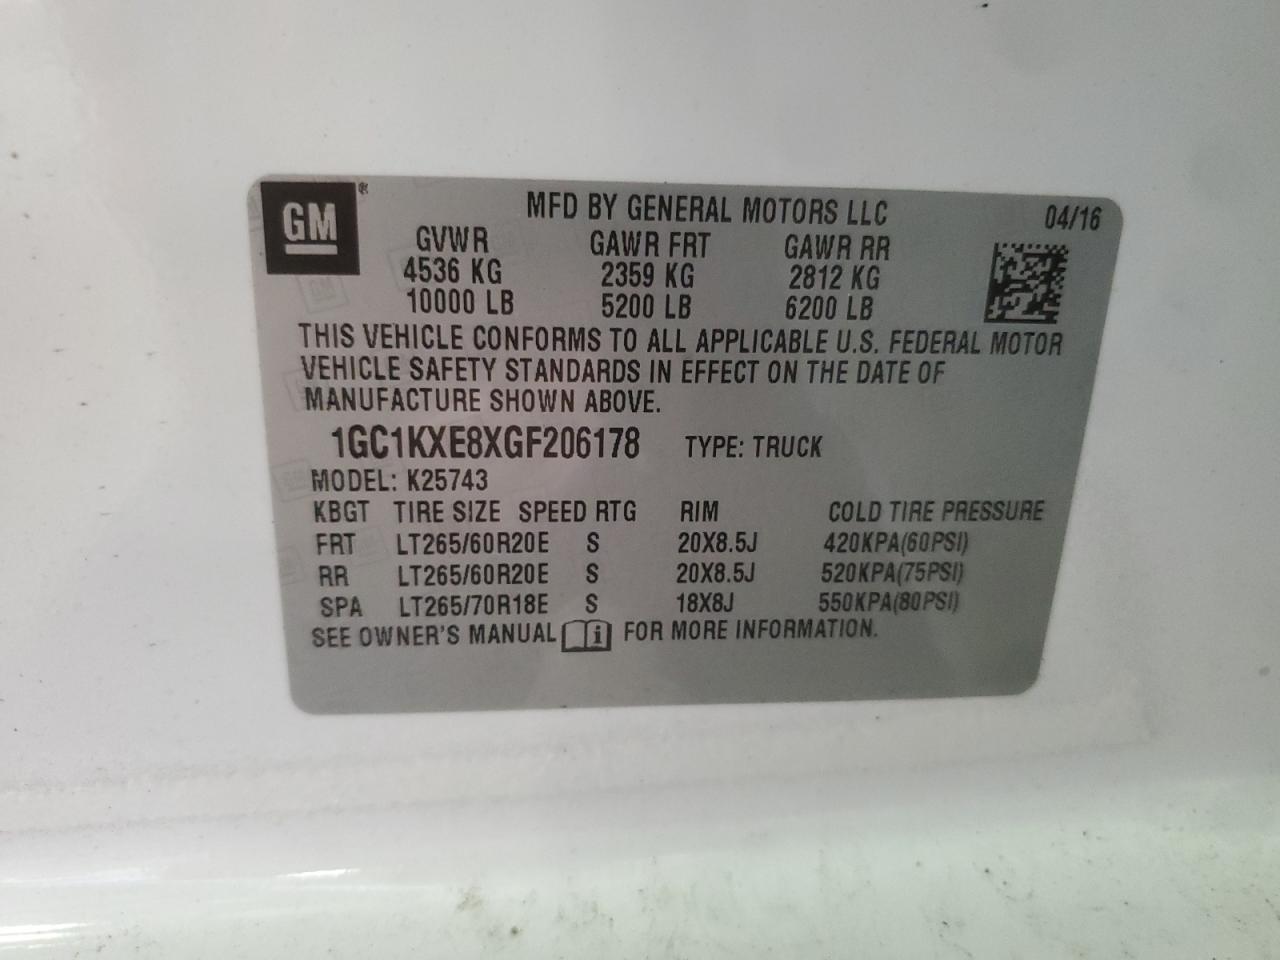 GM®
MFD BY GENERAL MOTORS LLC 04/16
GVWR GAWR FRT GAWR RR
4536 KG 2359 KG 2812 KG
10000 LB 5200 LB 6200 LB
THIS VEHICLE CONFORMS TO ALL APPLICABLE U.S. FEDERAL MOTOR
VEHICLE SAFETY STANDARDS IN EFFECT ON THE DATE OF
MANUFACTURE SHOWN ABOVE.
1GC1KXE8XGF206178 TYPE: TRUCK
MODEL: K25743
KBGT TIRE SIZE SPEED RTG RIM COLD TIRE PRESSURE
FRT LT265/60R20E S 20X8.5J 420KPA(60PSI)
RR LT265/60R20E S 20X8.5J 520KPA(75PSI)
SPA LT265/70R18E S 18X8J 550KPA(80PSI)
SEE OWNER'S MANUAL i FOR MORE INFORMATION.